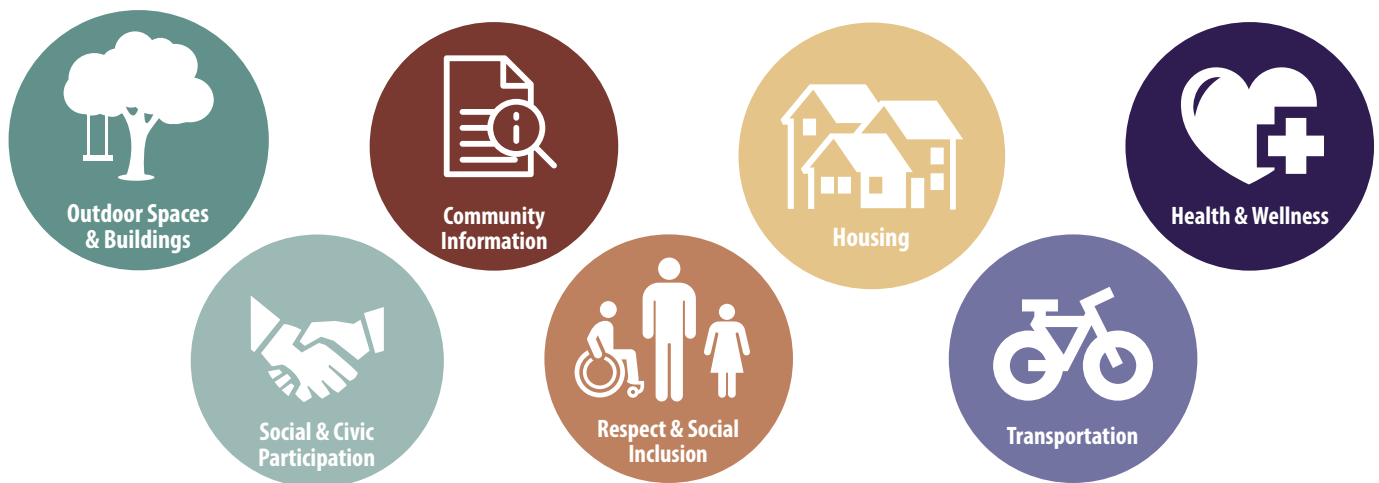 Outdoor Spaces
& Buildings
Community
Information
Housing
Health & Wellness
Social & Civic
Participation
Respect & Social
Inclusion
Transportation